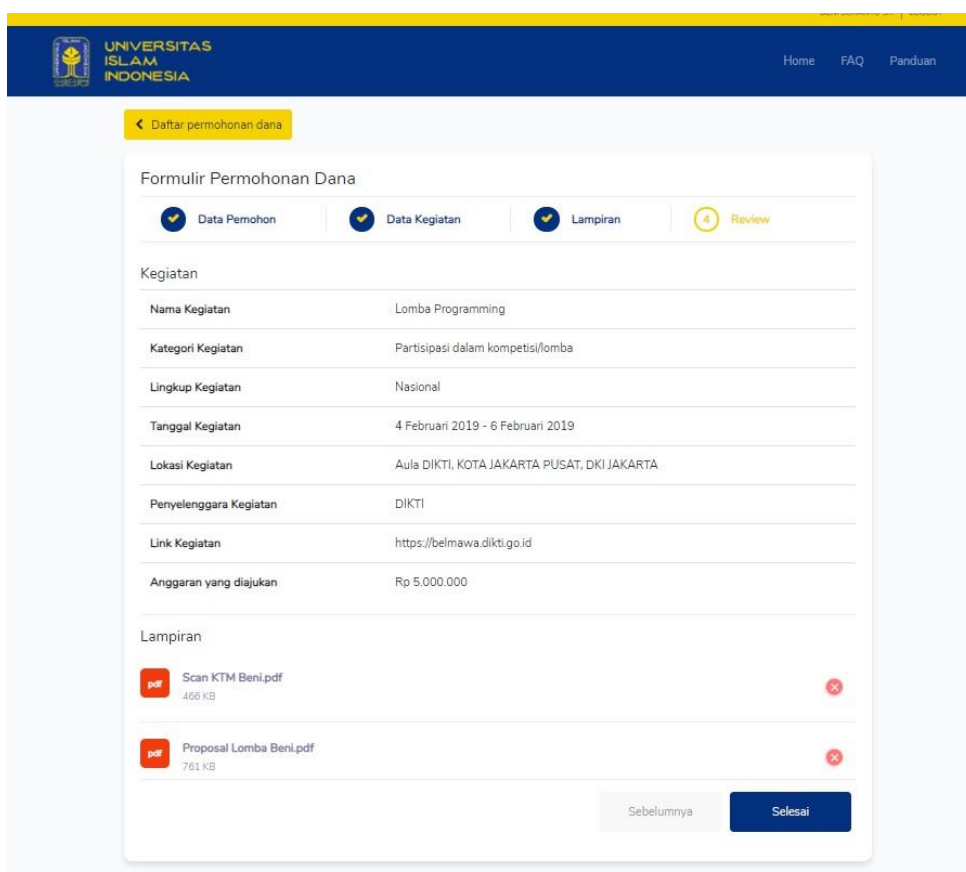 UNIVERSITAS
ISLAM
INDONESIA
Home FAQ Panduan
Daftar permohonan dana
Formulir Permohonan Dana
Data Pemohon Data Kegiatan Lampiran 4 Review
Kegiatan
Nama Kegiatan Lomba Programming
Kategori Kegiatan Partisipasi dalam kompetisi/lomba
Lingkup Kegiatan Nasional
Tanggal Kegiatan 4 Februari 2019 - 6 Februari 2019
Lokasi Kegiatan Aula DIKTI, KOTA JAKARTA PUSAT, DKI JAKARTA
Penyelenggara Kegiatan DIKTI
Link Kegiatan https://belmawa.dikti.go.id
Anggaran yang diajukan Rp 5.000.000
Lampiran
pdf Scan KTM Beni.pdf
466 KB
pdf Proposal Lomba Beni.pdf
761 KB
Sebelumnya Selesai